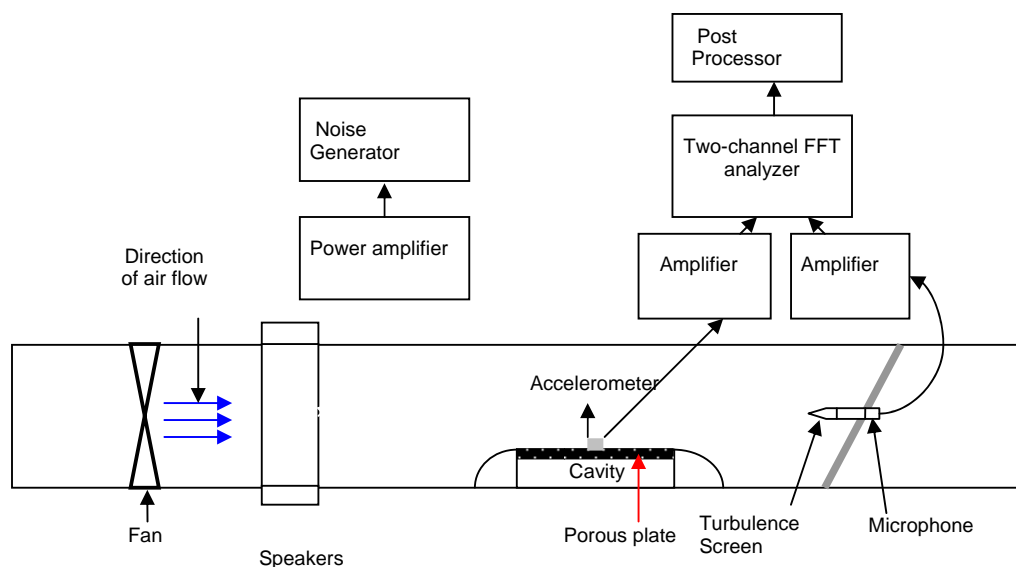 Post
Processor
Noise
Generator
Two-channel FFT
analyzer
Direction
of air flow
Power amplifier
Amplifier
Amplifier
Accelerometer
Cavity
Fan
Speakers
Porous plate
Turbulence
Screen
Microphone